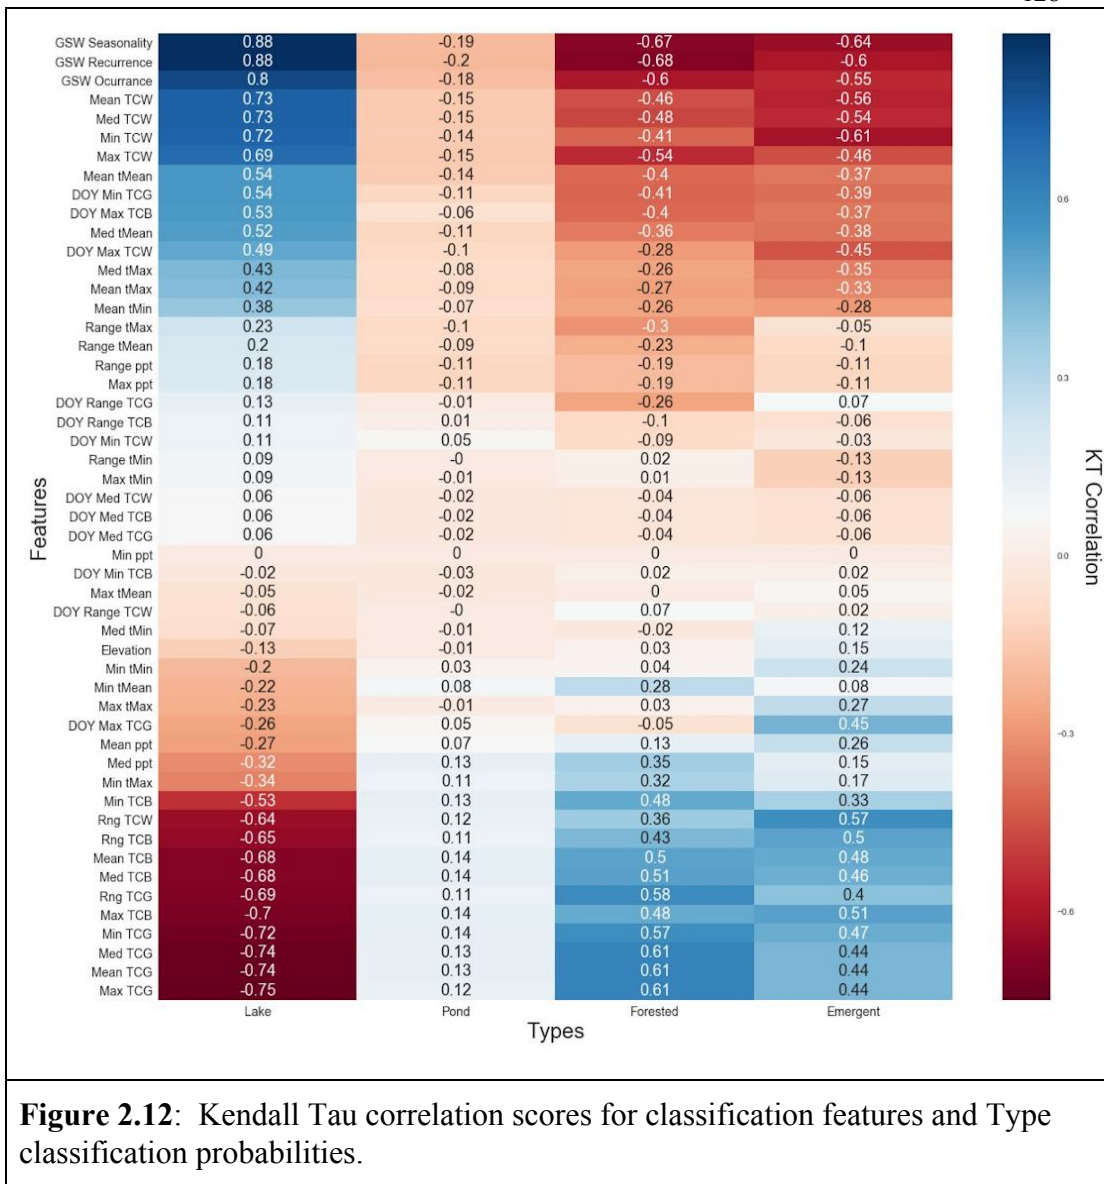 GSW Seasonality 0.88 -0.19 -0.67 -0.64
GSW Recurrence 0.88 -0.2 -0.68 -0.6
GSW Ocurrance 0.8 -0.18 -0.6 -0.55
Mean TCW 0.73 -0.15 -0.46 -0.56
Med TCW 0.73 -0.15 -0.48 -0.54
Min TCW 0.72 -0.14 -0.41 -0.61
Max TCW 0.69 -0.15 -0.54 -0.46
Mean tMean 0.54 -0.14 -0.4 -0.37
DOY Min TCG 0.54 -0.11 -0.41 -0.39
DOY Max TCB 0.53 -0.06 -0.4 -0.37
Med tMean 0.52 -0.11 -0.36 -0.38
DOY Max TCW 0.49 -0.1 -0.28 -0.45
Med tMax 0.43 -0.08 -0.26 -0.35
Mean tMax 0.42 -0.09 -0.27 -0.33
Mean tMin 0.38 -0.07 -0.26 -0.28
Range tMax 0.23 -0.1 -0.3 -0.05
Range tMean 0.2 -0.09 -0.23 -0.1
Range ppt 0.18 -0.11 -0.19 -0.11
Max ppt 0.18 -0.11 -0.19 -0.11
DOY Range TCG 0.13 -0.01 -0.26 0.07
DOY Range TCB 0.11 0.01 -0.1 -0.06
DOY Min TCW 0.11 0.05 -0.09 -0.03
Range tMin 0.09 -0 0.02 -0.13
Max tMin 0.09 -0.01 0.01 -0.13
DOY Med TCW 0.06 -0.02 -0.04 -0.06
DOY Med TCB 0.06 -0.02 -0.04 -0.06
DOY Med TCG 0.06 -0.02 -0.04 -0.06
Min ppt 0 0 0 0
DOY Min TCB -0.02 -0.03 0.02 0.02
Max tMean -0.05 -0.02 0 0.05
DOY Range TCW -0.06 -0 0.07 0.02
Med tMin -0.07 -0.01 -0.02 0.12
Elevation -0.13 -0.01 0.03 0.15
Min tMin -0.2 0.03 0.04 0.24
Min tMean -0.22 0.08 0.28 0.08
Max tMax -0.23 -0.01 0.03 0.27
DOY Max TCG -0.26 0.05 -0.05 0.45
Mean ppt -0.27 0.07 0.13 0.26
Med ppt -0.32 0.13 0.35 0.15
Min tMax -0.34 0.11 0.32 0.17
Min TCB -0.53 0.13 0.48 0.33
Rng TCW -0.64 0.12 0.36 0.57
Rng TCB -0.65 0.11 0.43 0.5
Mean TCB -0.68 0.14 0.5 0.48
Med TCB -0.68 0.14 0.51 0.46
Rng TCG -0.69 0.11 0.58 0.4
Max TCB -0.7 0.14 0.48 0.51
Min TCG -0.72 0.14 0.57 0.47
Med TCG -0.74 0.13 0.61 0.44
Mean TCG -0.74 0.13 0.61 0.44
Max TCG -0.75 0.12 0.61 0.44
Lake Pond Forested Emergent
Types
Features
0.6
0.3
0.0
-0.3
-0.6
KT Correlation
Figure 2.12: Kendall Tau correlation scores for classification features and Type
classification probabilities.